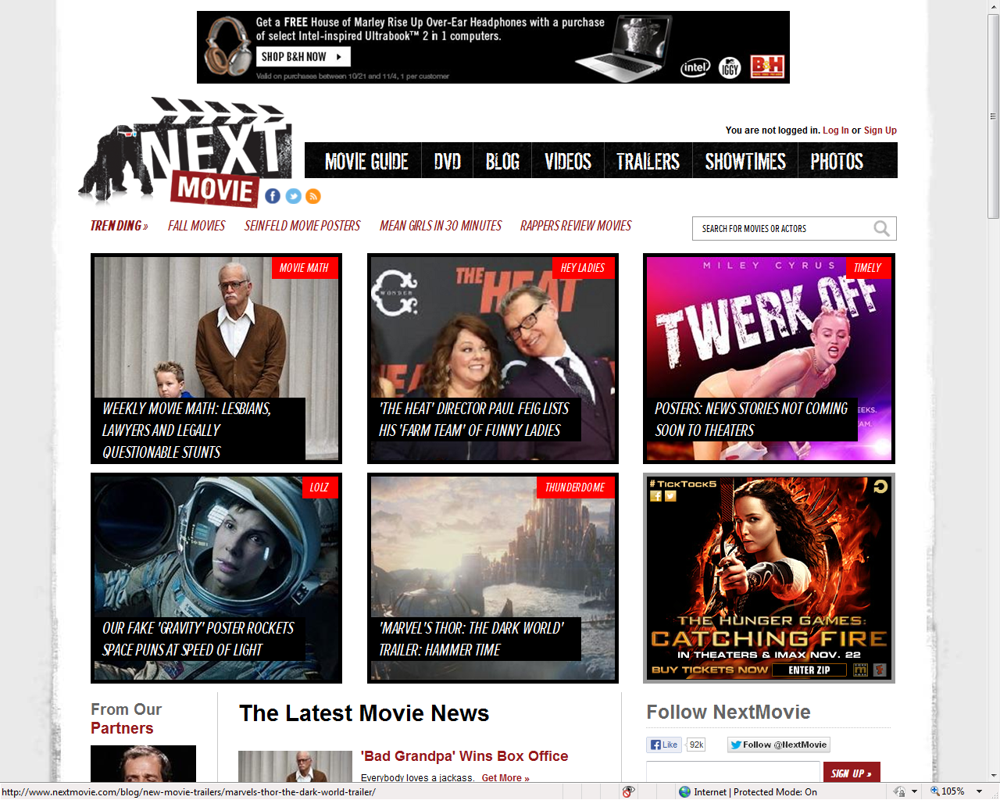 Get a FREE House of Marley Rise Up Over-Ear Headphones with a purchase
of select Intel-inspired Ultrabook™ 2 in 1 computers.
SHOP B&H NOW
Valid on purchases between 10/21 and 11/4, 1 per customer
intel
MTV
IGGY
B&H
NEXT
MOVIE
You are not logged in. Log In or Sign Up
MOVIE GUIDE DVD BLOG VIDEOS TRAILERS SHOWTIMES PHOTOS
TRENDING » FALL MOVIES SEINFELD MOVIE POSTERS MEAN GIRLS IN 30 MINUTES RAPPERS REVIEW MOVIES
SEARCH FOR MOVIES OR ACTORS
MOVIE MATH
WEEKLY MOVIE MATH: LESBIANS,
LAWYERS AND LEGALLY
QUESTIONABLE STUNTS
HEY LADIES
THE HEAT
WONDER
HEA
'THE HEAT' DIRECTOR PAUL FEIG LISTS
HIS 'FARM TEAM' OF FUNNY LADIES
TIMELY
MILEY CYRUS
TWERK OFF
EEKS.
AM.
POSTERS: NEWS STORIES NOT COMING
SOON TO THEATERS
LOLZ
OUR FAKE 'GRAVITY' POSTER ROCKETS
SPACE PUNS AT SPEED OF LIGHT
THUNDERDOME
'MARVEL'S THOR: THE DARK WORLD'
TRAILER: HAMMER TIME
#TICKTOCK5
THE HUNGER GAMES:
CATCHING FIRE
IN THEATERS & IMAX NOV. 22
BUY TICKETS NOW ENTER ZIP
From Our
Partners
The Latest Movie News
'Bad Grandpa' Wins Box Office
Everybody loves a jackass. Get More »
Follow NextMovie
Like 92k Follow @NextMovie
SIGN UP »
http://www.nextmovie.com/blog/new-movie-trailers/marvels-thor-the-dark-world-trailer/
Internet | Protected Mode: On
105%